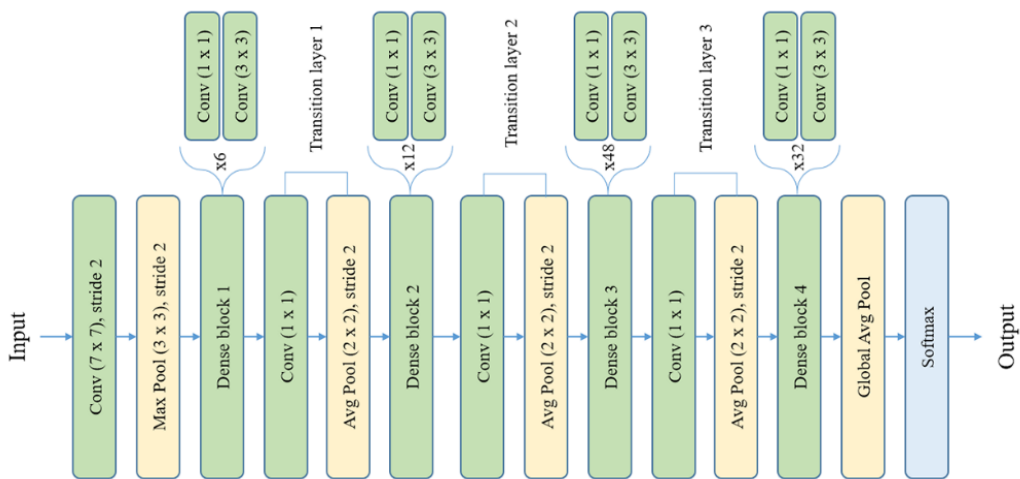 Conv (1 x 1)
Conv (3 x 3)
Transition layer 1
Conv (1 x 1)
Conv (3 x 3)
Transition layer 2
Conv (1 x 1)
Conv (3 x 3)
Transition layer 3
Conv (1 x 1)
Conv (3 x 3)
x6
x12
x48
x32
Input
Conv (7 x 7), stride 2
Max Pool (3 x 3), stride 2
Dense block 1
Conv (1 x 1)
Avg Pool (2 x 2), stride 2
Dense block 2
Conv (1 x 1)
Avg Pool (2 x 2), stride 2
Dense block 3
Conv (1 x 1)
Avg Pool (2 x 2), stride 2
Dense block 4
Global Avg Pool
Softmax
Output